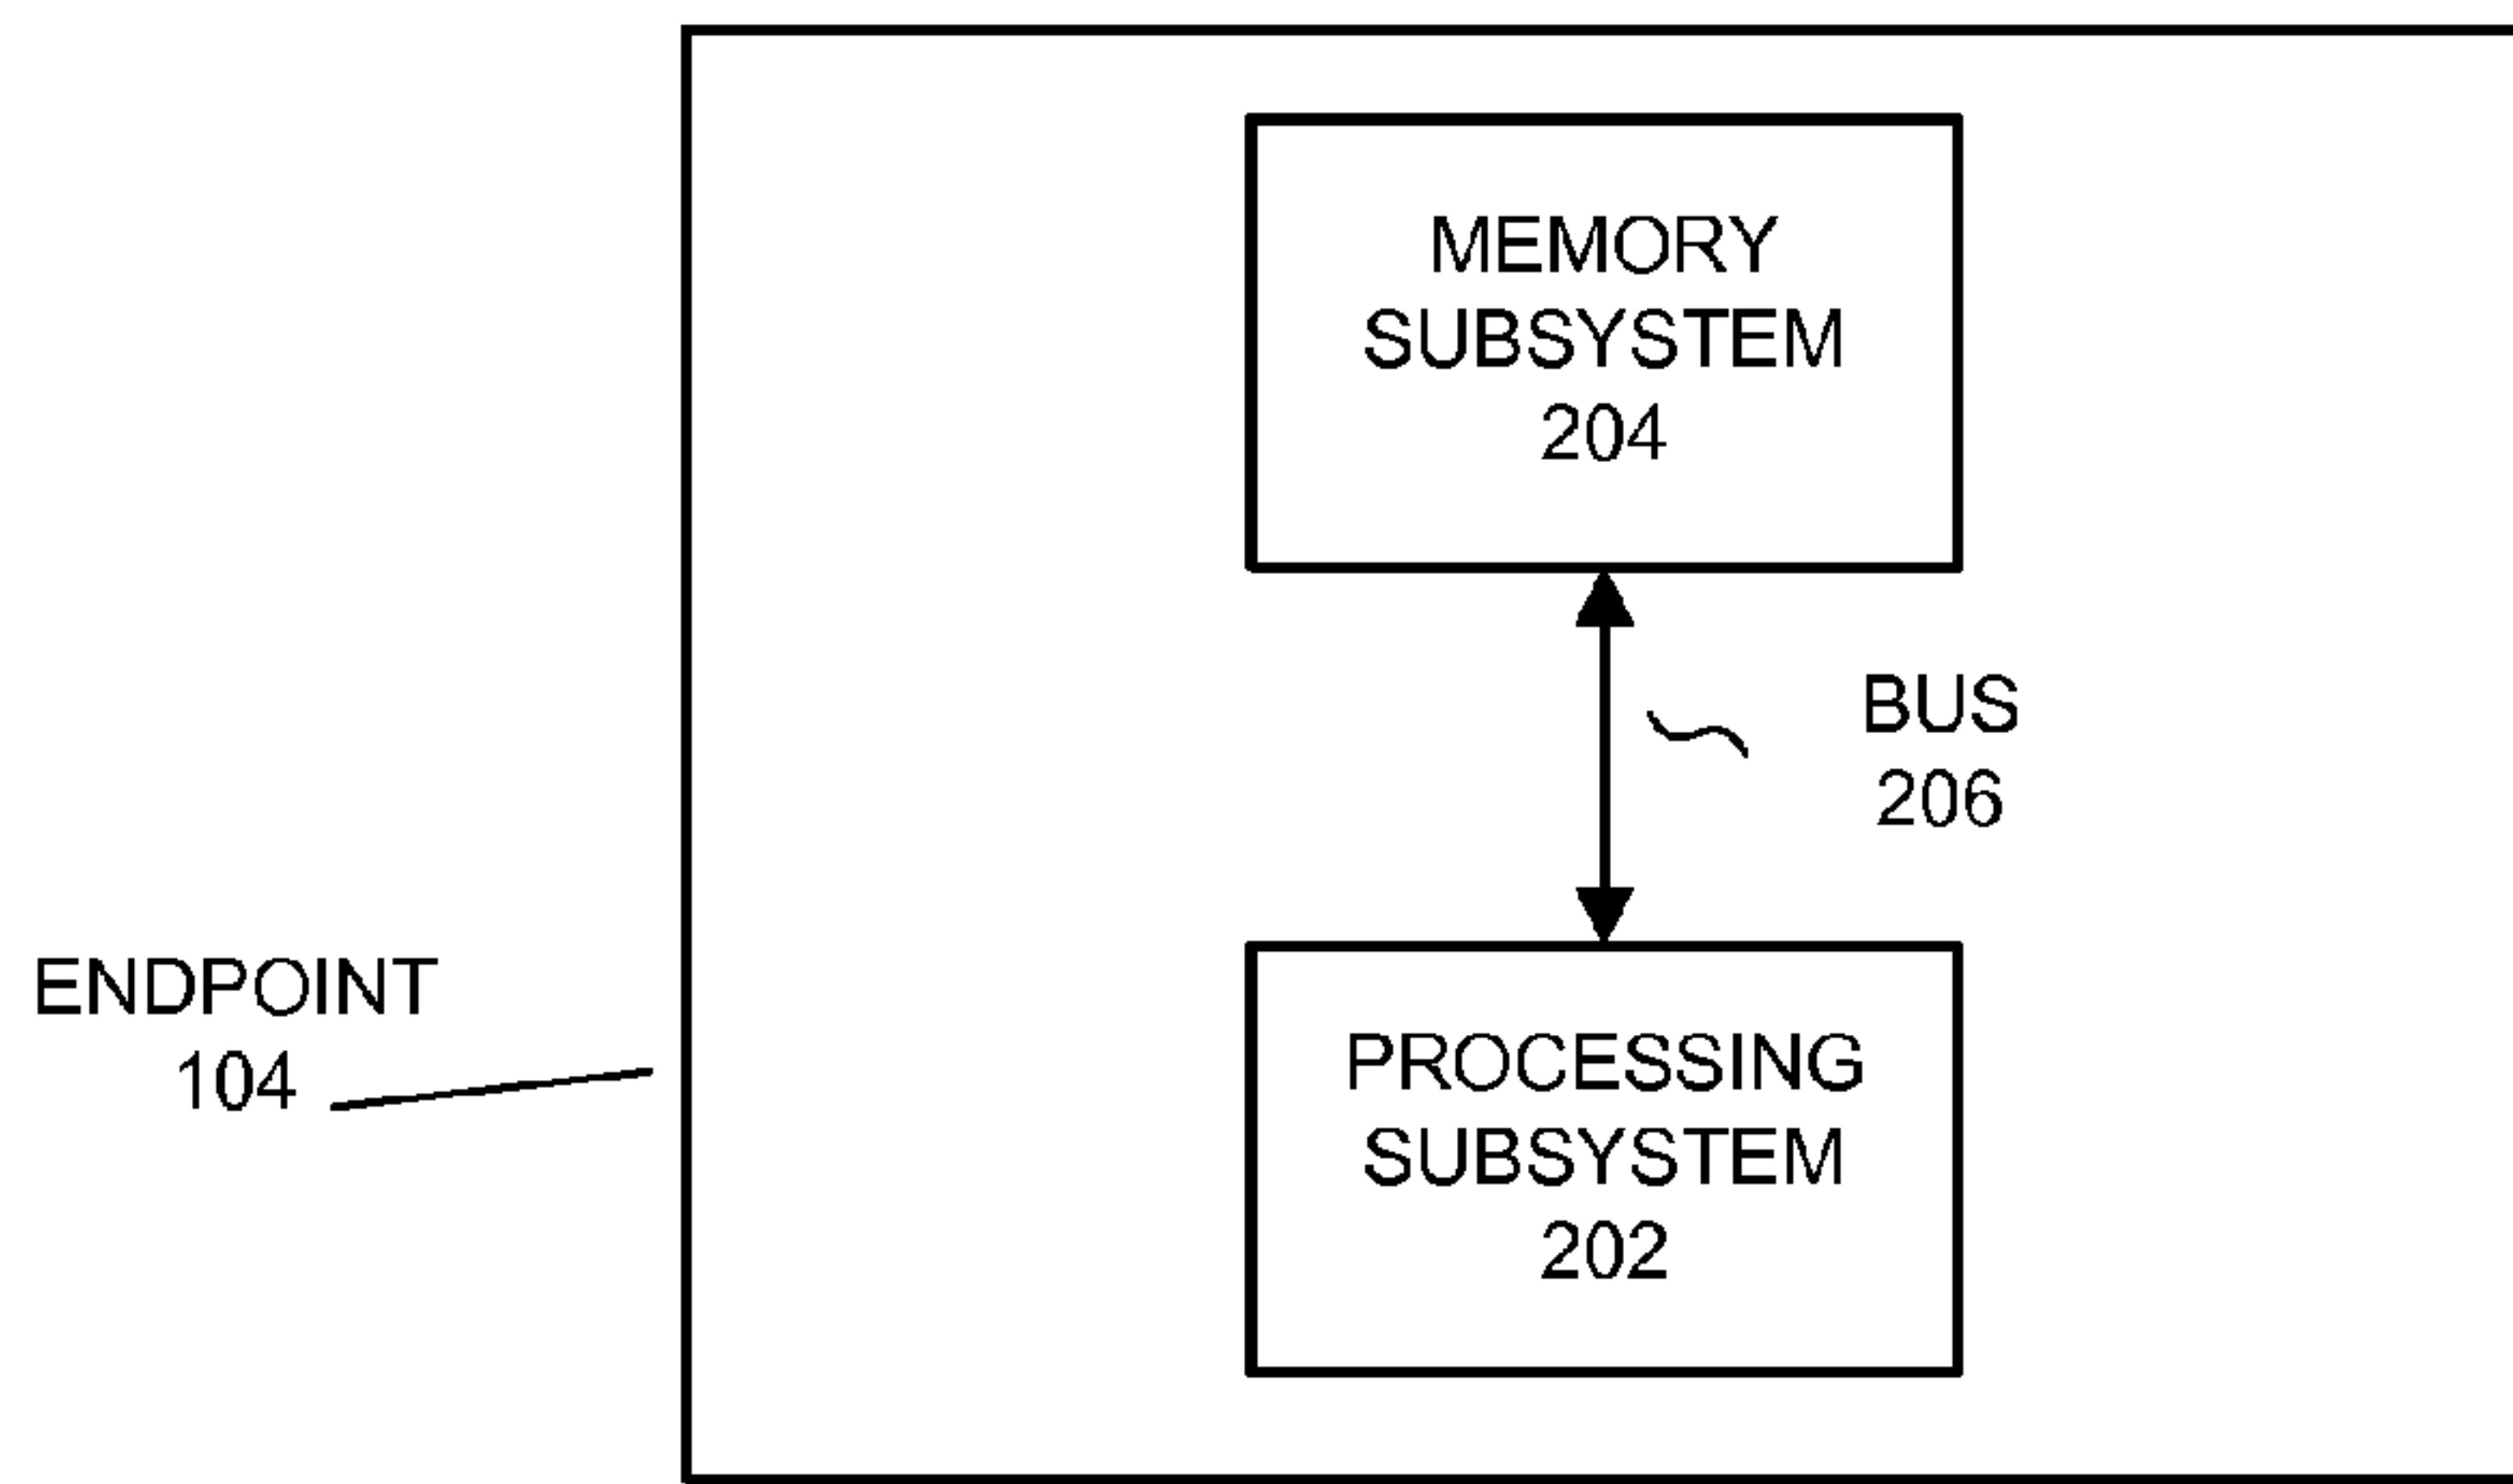 MEMORY
SUBSYSTEM
204
BUS
206
ENDPOINT
104
PROCESSING
SUBSYSTEM
202